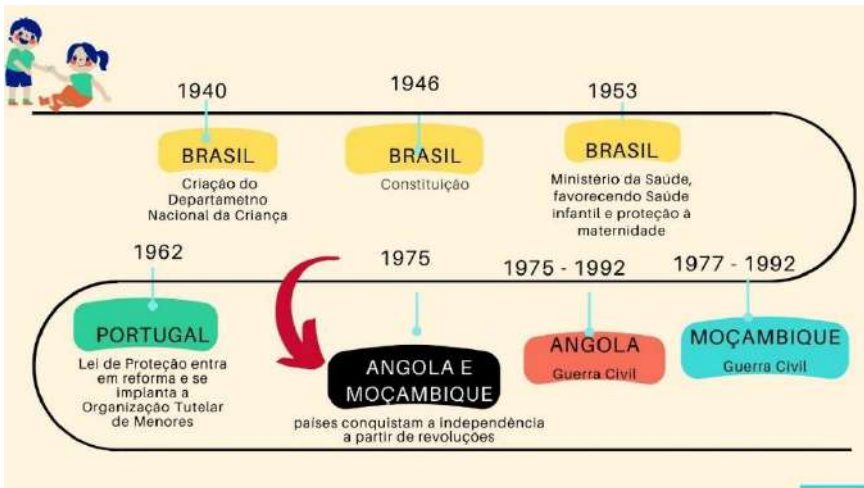 1940
BRASIL
Criação do
Departametno
Nacional da Criança
1946
BRASIL
Constituição
1953
BRASIL
Ministério da Saúde,
favorecendo Saúde
infantil e proteção à
maternidade
1962
PORTUGAL
Lei de Proteção entra
em reforma e se
implanta a
Organização Tutelar
de Menores
1975
ANGOLA E
MOÇAMBIQUE
países conquistam a independência
a partir de revoluções
1975 - 1992
ANGOLA
Guerra Civil
1977 - 1992
MOÇAMBIQUE
Guerra Civil